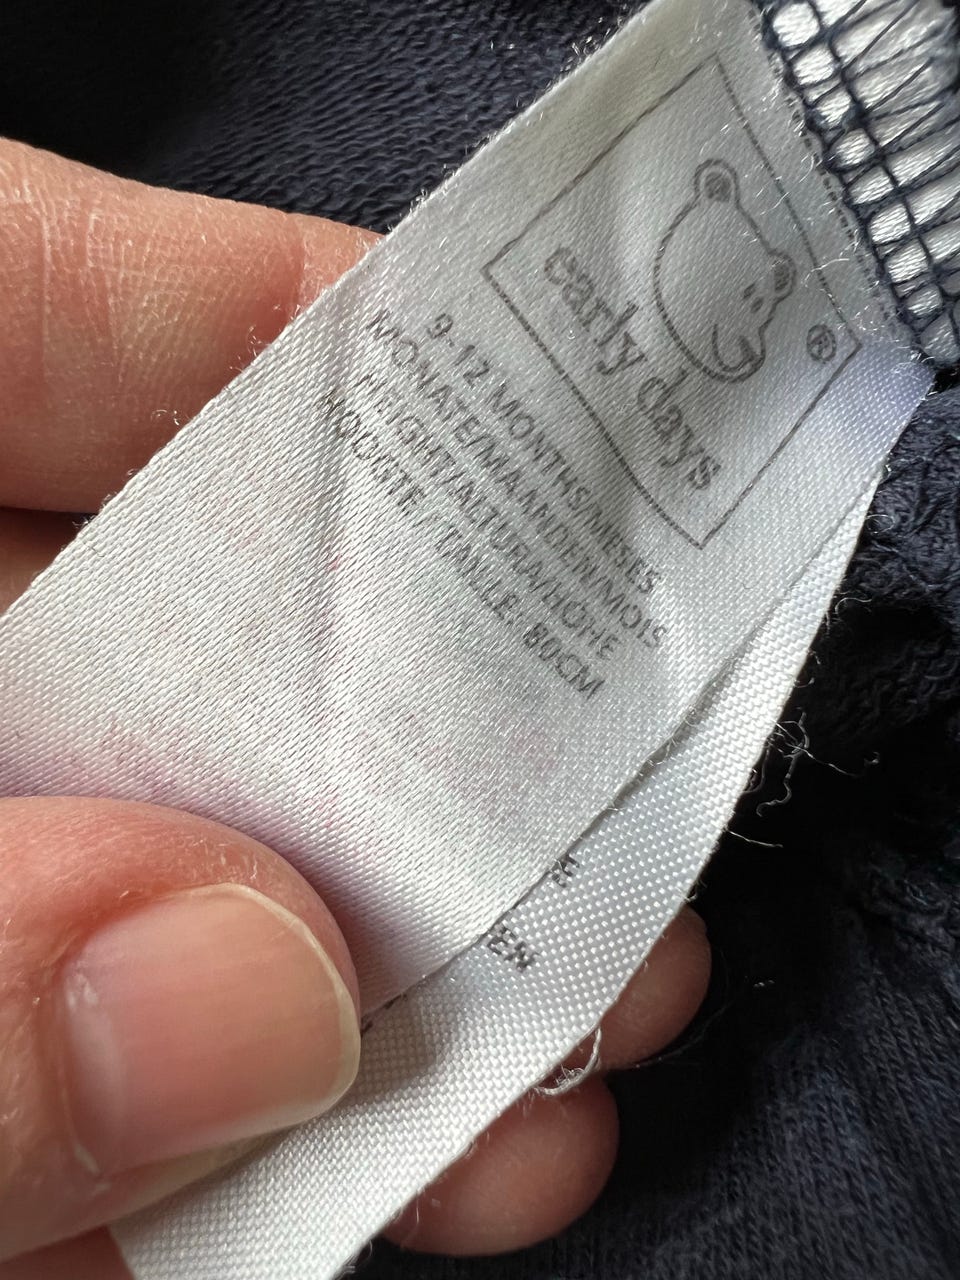 early days ®
9-12 MONTHS/MESES
MONATE/MAANDEN/MOIS
HEIGHT/ALTURA/HÖHE
HOOGTE/TAILLE: 80CM